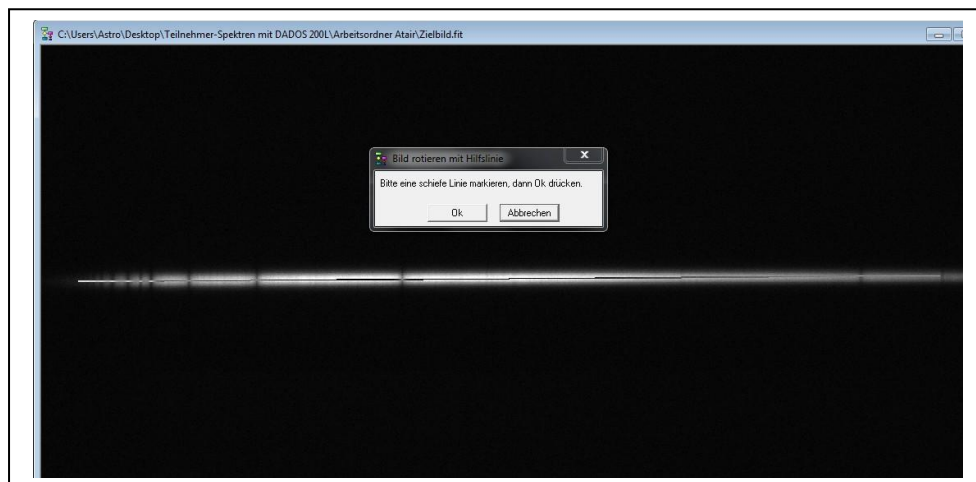 C:\Users\Astro\Desktop\Teilnehmer-Spektren mit DADOS 200L\Arbeitsordner Atair\Zielbild.fit
Bild rotieren mit Hilfslinie
Bitte eine schiefe Linie markieren, dann Ok drücken.
Ok Abbrechen